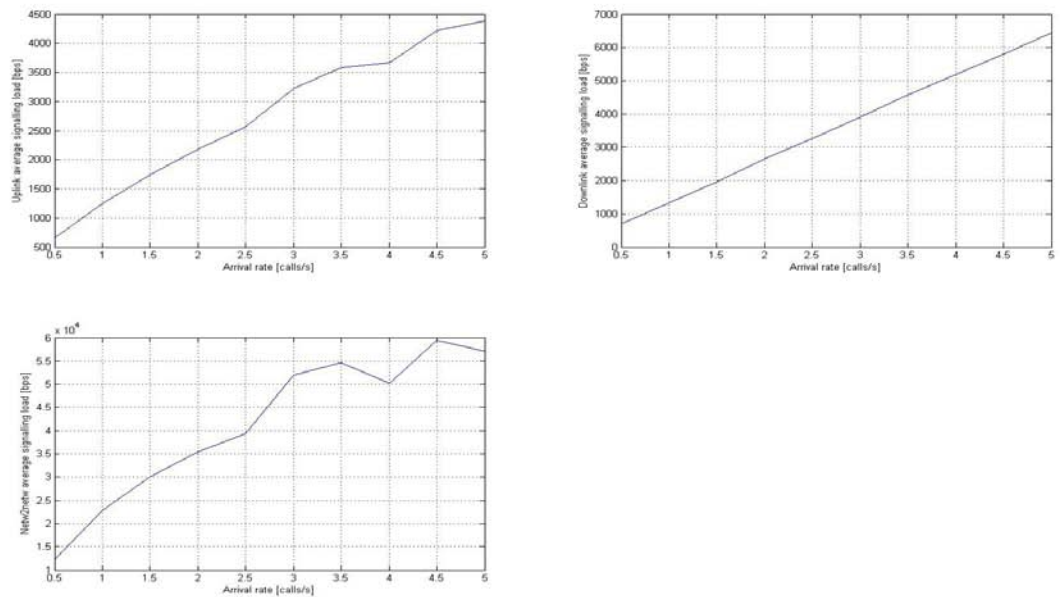 4500
4000
3500
3000
2500
2000
1500
1000
500
Uplink average signalling load [bps]
0.5 1 1.5 2 2.5 3 3.5 4 4.5 5
Arrival rate [calls/s]
7000
6000
5000
4000
3000
2000
1000
0
Downlink average signalling load [bps]
0.5 1 1.5 2 2.5 3 3.5 4 4.5 5
Arrival rate [calls/s]
x 10^4
6
5.5
5
4.5
4
3.5
3
2.5
2
1.5
1
Netw2netw average signalling load [bps]
0.5 1 1.5 2 2.5 3 3.5 4 4.5 5
Arrival rate [calls/s]